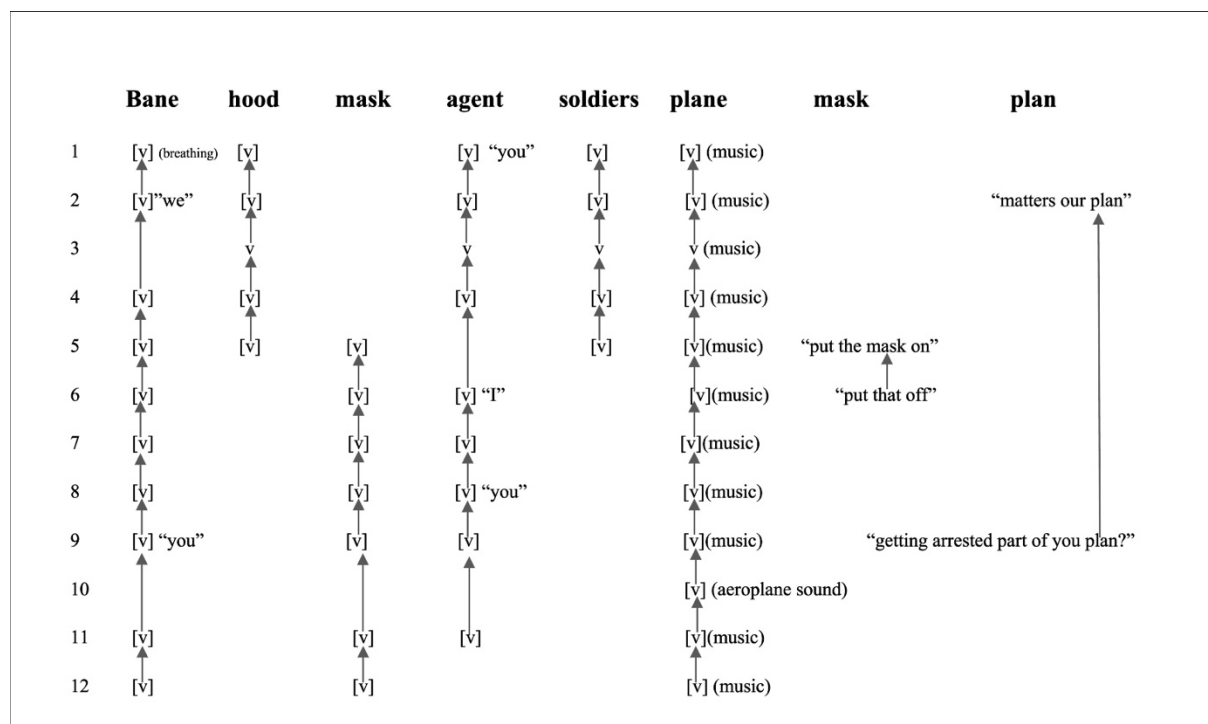 Bane hood mask agent soldiers plane mask plan
1 [v] (breathing) [v] [v] “you” [v] [v] (music)
2 [v]”we” [v] [v] [v] [v] (music) “matters our plan”
3 v v v v (music)
4 [v] [v] [v] [v] [v] (music)
5 [v] [v] [v] [v] [v](music) “put the mask on”
6 [v] [v] [v] “I” [v](music) “put that off”
7 [v] [v] [v] [v](music)
8 [v] [v] [v] “you” [v](music)
9 [v] “you” [v] [v] [v](music) “getting arrested part of you plan?”
10 [v] (aeroplane sound)
11 [v] [v] [v] [v](music)
12 [v] [v] [v] (music)